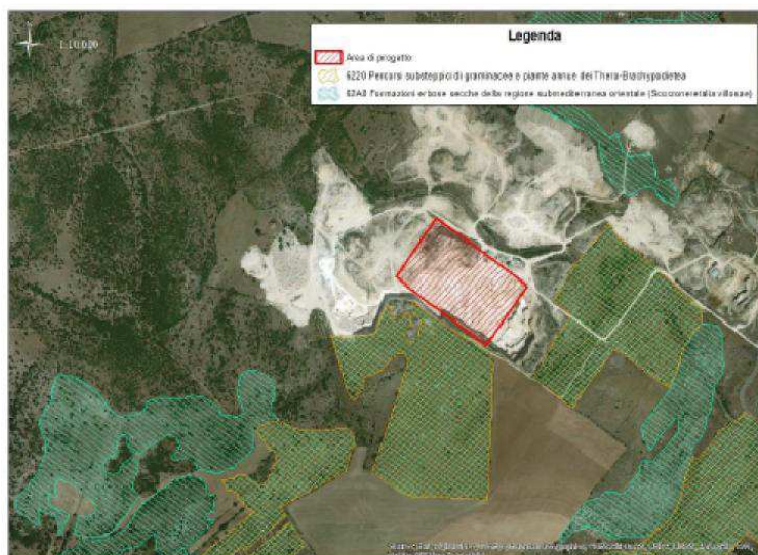 1:10.000
Legenda
Area di progetto
6220 Percorsi substeppici di graminacee e piante annue dei Thero-Brachypodietea
62A0 Formazioni erbose secche della regione submediterranea orientale (Scorzoneretalia villosae)